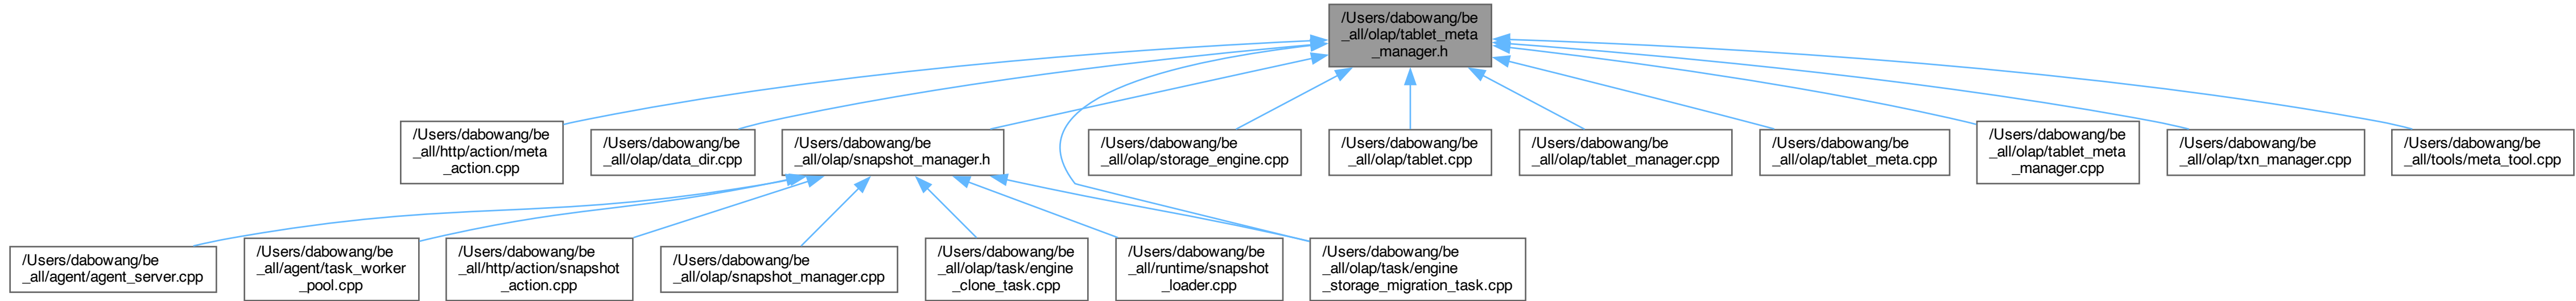 /Users/dabowang/be
_all/olap/tablet_meta
_manager.h
/Users/dabowang/be
_all/http/action/meta
_action.cpp
/Users/dabowang/be
_all/olap/data_dir.cpp
/Users/dabowang/be
_all/olap/snapshot_manager.h
/Users/dabowang/be
_all/olap/storage_engine.cpp
/Users/dabowang/be
_all/olap/tablet.cpp
/Users/dabowang/be
_all/olap/tablet_manager.cpp
/Users/dabowang/be
_all/olap/tablet_meta.cpp
/Users/dabowang/be
_all/olap/tablet_meta
_manager.cpp
/Users/dabowang/be
_all/olap/txn_manager.cpp
/Users/dabowang/be
_all/tools/meta_tool.cpp
/Users/dabowang/be
_all/agent/agent_server.cpp
/Users/dabowang/be
_all/agent/task_worker
_pool.cpp
/Users/dabowang/be
_all/http/action/snapshot
_action.cpp
/Users/dabowang/be
_all/olap/snapshot_manager.cpp
/Users/dabowang/be
_all/olap/task/engine
_clone_task.cpp
/Users/dabowang/be
_all/runtime/snapshot
_loader.cpp
/Users/dabowang/be
_all/olap/task/engine
_storage_migration_task.cpp